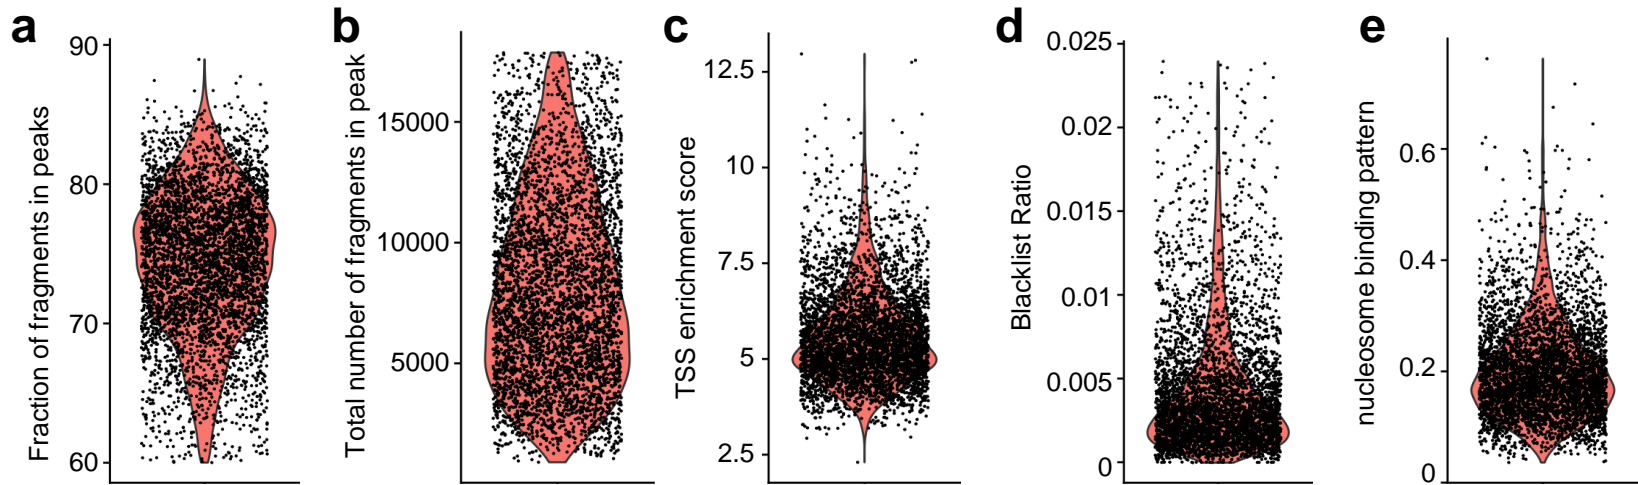 a
Fraction of fragments in peaks
90
80
70
60
b
Total number of fragments in peak
15000
10000
5000
c
TSS enrichment score
12.5
10
7.5
5
2.5
d
Blacklist Ratio
0.025
0.02
0.015
0.01
0.005
0
e
nucleosome binding pattern
0.6
0.4
0.2
0